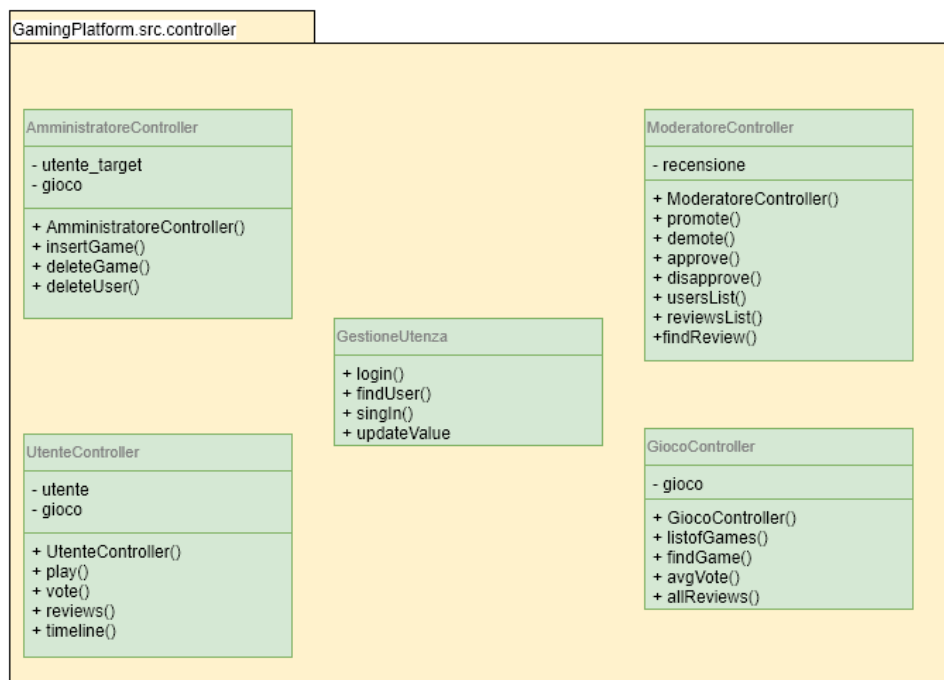 GamingPlatform.src.controller
AmministratoreController
- utente_target
- gioco
+ AmministratoreController()
+ insertGame()
+ deleteGame()
+ deleteUser()
ModeratoreController
- recensione
+ ModeratoreController()
+ promote()
+ demote()
+ approve()
+ disapprove()
+ usersList()
+ reviewsList()
+findReview()
GestioneUtenza
+ login()
+ findUser()
+ singIn()
+ updateValue
UtenteController
- utente
- gioco
+ UtenteController()
+ play()
+ vote()
+ reviews()
+ timeline()
GiocoController
- gioco
+ GiocoController()
+ listofGames()
+ findGame()
+ avgVote()
+ allReviews()